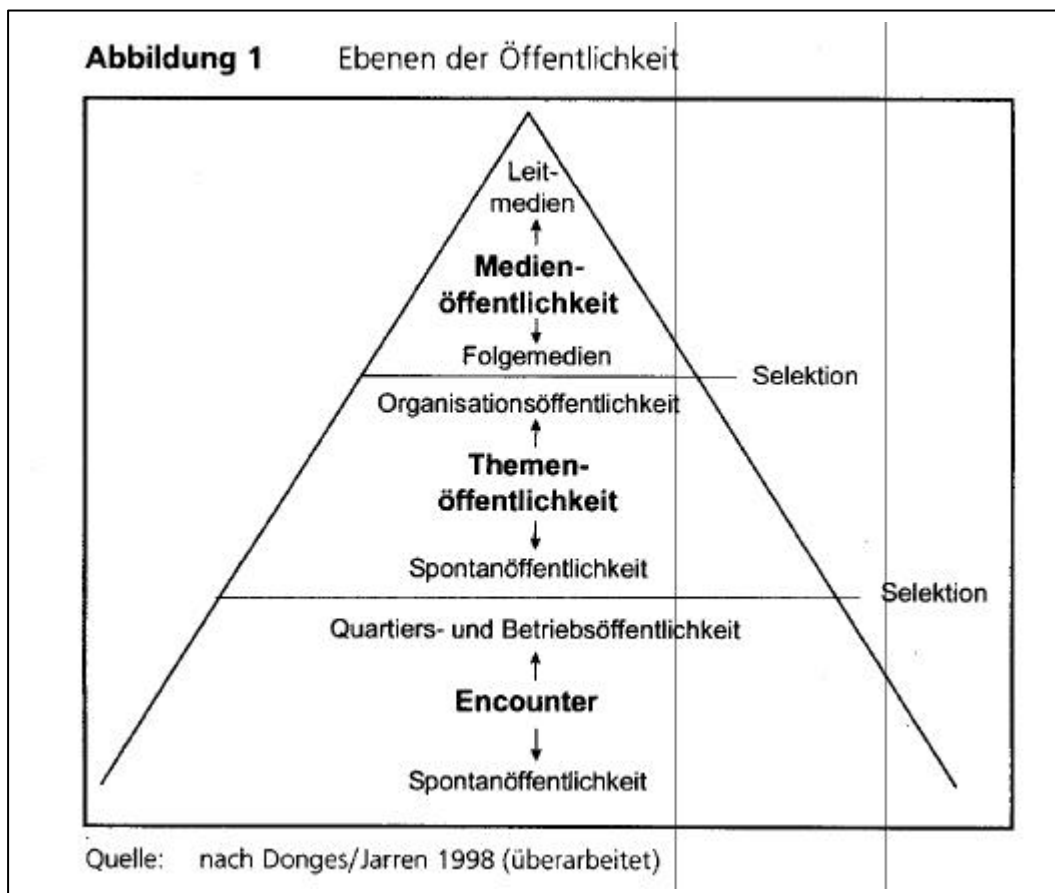 Abbildung 1 Ebenen der Öffentlichkeit
Leit-
medien
Medien-
öffentlichkeit
Folgemedien
Selektion
Organisationsöffentlichkeit
Themen-
öffentlichkeit
Spontanöffentlichkeit
Selektion
Quartiers- und Betriebsöffentlichkeit
Encounter
Spontanöffentlichkeit
Quelle: nach Donges/Jarren 1998 (überarbeitet)